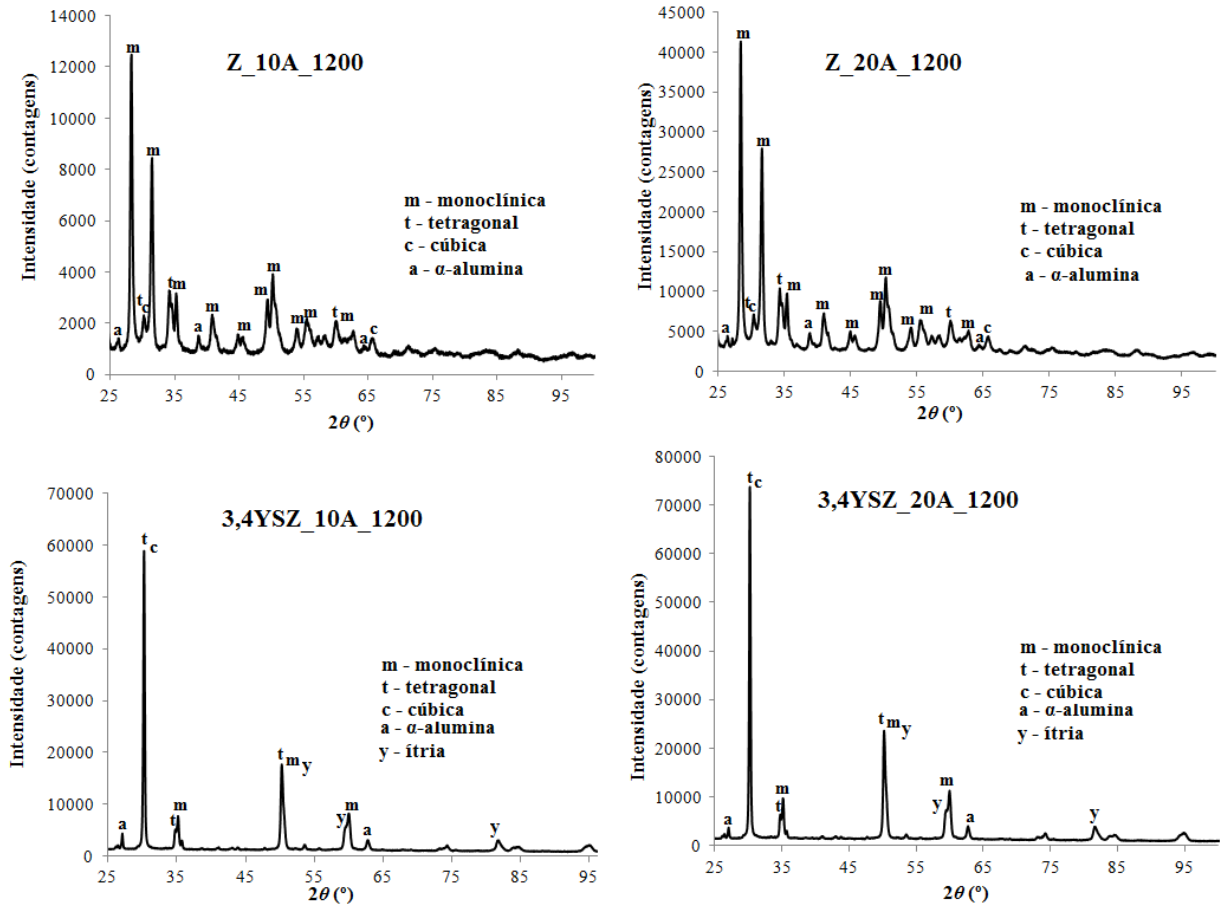 Z_10A_1200
Intensidade (contagens)
14000
12000
10000
8000
6000
4000
2000
0
m
m
t
c
a
t
m
a
m
m
m
m
m
m
t
m
a
c
m - monoclínica
t - tetragonal
c - cúbica
a - α-alumina
25 35 45 55 65 75 85 95
2θ (º)
Z_20A_1200
Intensidade (contagens)
45000
40000
35000
30000
25000
20000
15000
10000
5000
0
m
m
t
c
a
t
m
a
m
m
m
m
m
m
t
m
a
c
m - monoclínica
t - tetragonal
c - cúbica
a - α-alumina
25 35 45 55 65 75 85 95
2θ (º)
3,4YSZ_10A_1200
Intensidade (contagens)
70000
60000
50000
40000
30000
20000
10000
0
t c
a
t
m
t m y
y
m
a
y
m - monoclínica
t - tetragonal
c - cúbica
a - α-alumina
y - ítria
25 35 45 55 65 75 85 95
2θ (º)
3,4YSZ_20A_1200
Intensidade (contagens)
80000
70000
60000
50000
40000
30000
20000
10000
0
t c
a
t
m
t m y
y
m
a
y
m - monoclínica
t - tetragonal
c - cúbica
a - α-alumina
y - ítria
25 35 45 55 65 75 85 95
2θ (º)